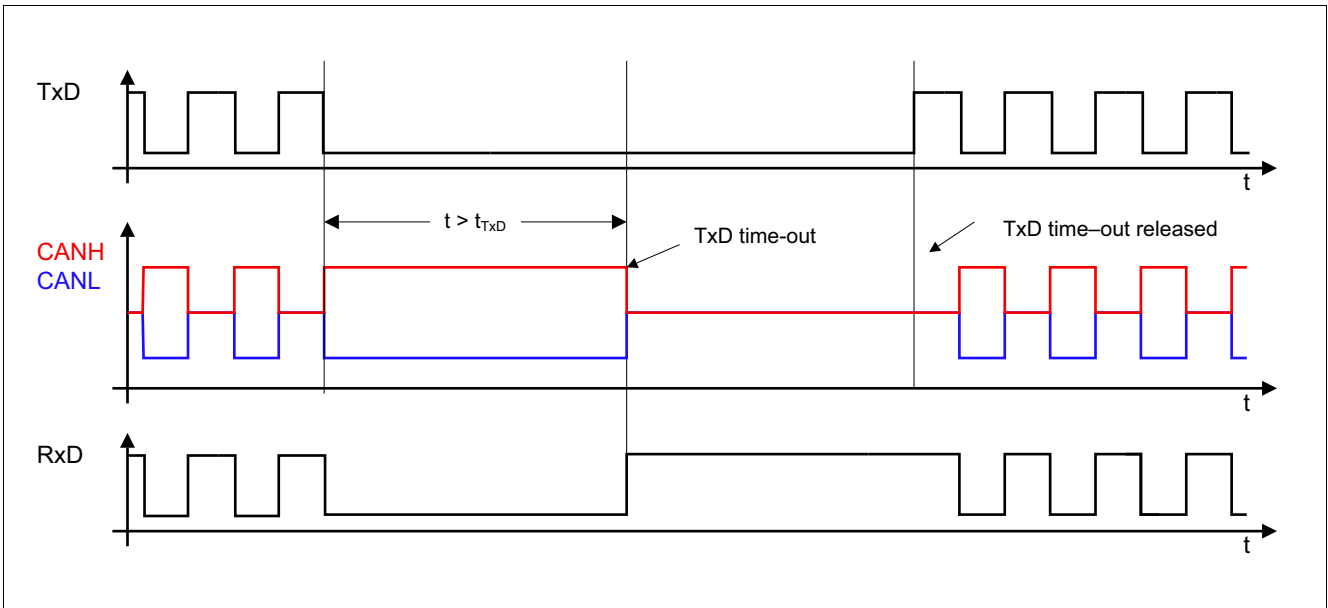 TxD
t
t > tTxD
TxD time-out
TxD time–out released
CANH
CANL
t
RxD
t